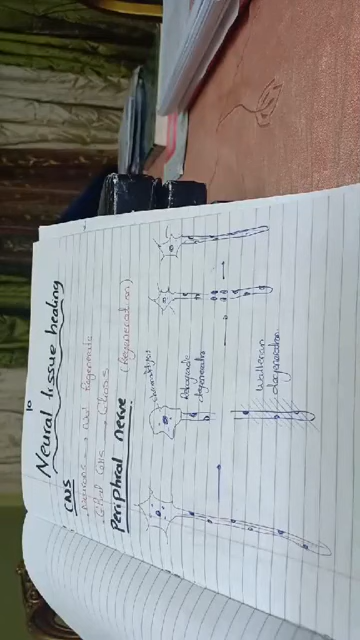 10
Neural tissue healing
CNS
. Neurons → not Regenerate
. Glial cells → Gliosis
Periphral nerve (Regeneration)
chromatolysis
Retrograde
degeneration
Wallerian
degeneration